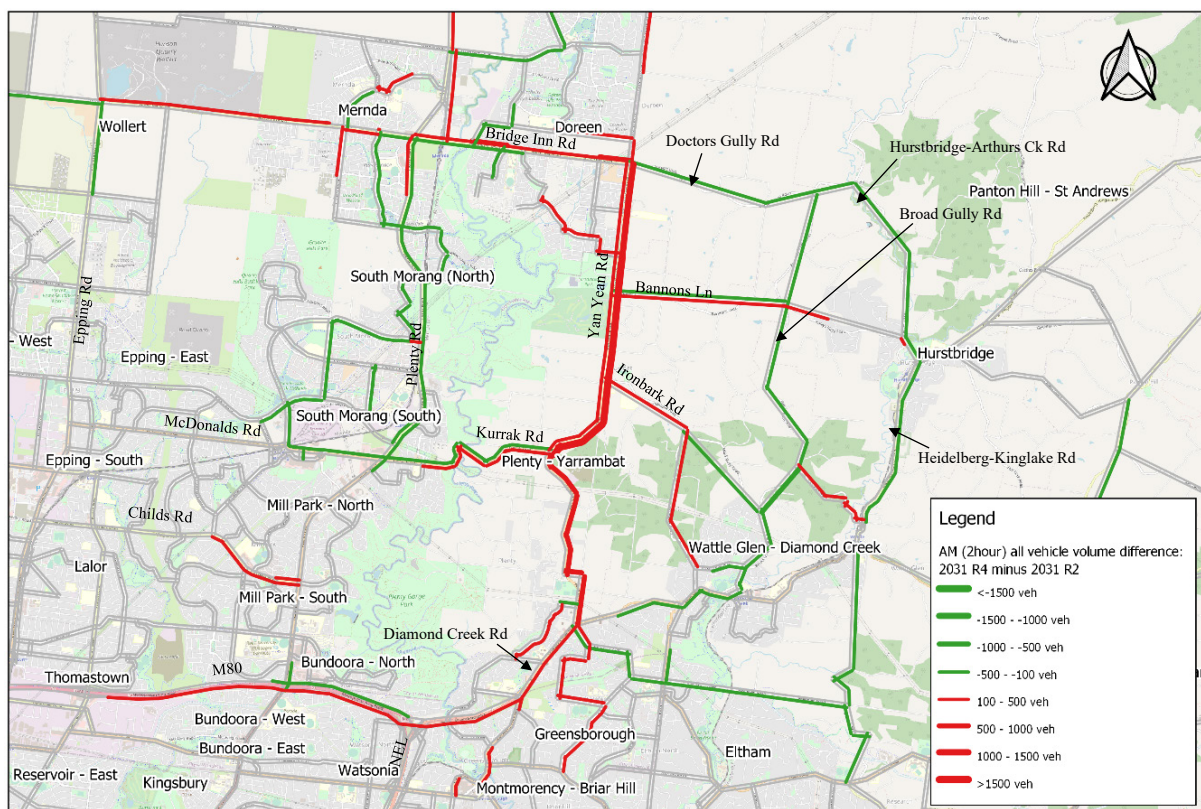 Mernda
Wollert
Bridge Inn Rd
Doreen
Doctors Gully Rd
Hurstbridge-Arthurs Ck Rd
Panton Hill - St Andrews
Broad Gully Rd
South Morang (North)
Yan Yean Rd
Bannons Ln
Epping Rd
Plenty Rd
- West
Epping - East
Hurstbridge
Ironbark Rd
South Morang (South)
McDonalds Rd
Kurrak Rd
Epping - South
Plenty - Yarrambat
Heidelberg-Kinglake Rd
Mill Park - North
Childs Rd
Wattle Glen - Diamond Creek
Lalor
Mill Park - South
Diamond Creek Rd
Bundoora - North
M80
Thomastown
Bundoora - West
Greensborough
Bundoora - East
NEL
Eltham
Reservoir - East
Watsonia
Kingsbury
Montmorency - Briar Hill
Legend
AM (2hour) all vehicle volume difference:
2031 R4 minus 2031 R2
<-1500 veh
-1500 - -1000 veh
-1000 - -500 veh
-500 - -100 veh
100 - 500 veh
500 - 1000 veh
1000 - 1500 veh
>1500 veh